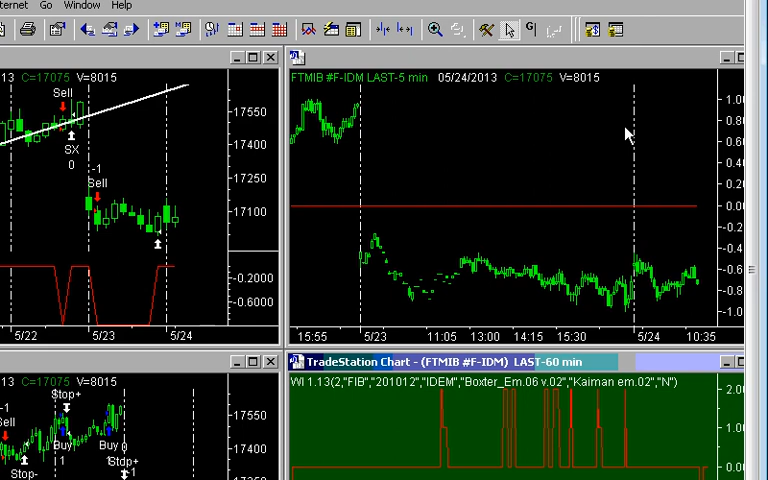 nternet Go Window Help
13 C=17075 V=8015
Sell
17550
17400
17250
17100
SX
0
-1
Sell
-0.2000
-0.6000
5/22 5/23 5/24
FTMIB #F-IDM LAST-5 min 05/24/2013 C=17075 V=8015
1.0
0.8
0.6
0.4
0.2
0.0
-0.2
-0.4
-0.6
-0.8
-1.0
15:55 5/23 11:05 13:00 14:15 15:30 5/24 10:35
13 C=17075 V=8015
Stop+
17550
17400
-1
Sell
Buy
1
Buy
1
Stop-
Stop+
-1
TradeStation Chart - (FTMIB #F-IDM) LAST-60 min
WI 1.13(2,"FIB","201012","IDEM","Boxter_Em.06 v.02","Kaiman em.02","N")
2.0
1.0
0.0